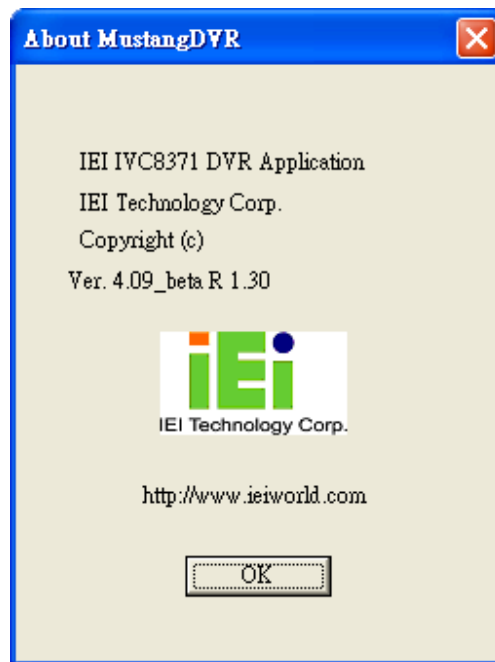 About MustangDVR
IEI IVC8371 DVR Application
IEI Technology Corp.
Copyright (c)
Ver. 4.09_beta R 1.30
iEi
IEI Technology Corp.
http://www.ieiworld.com
OK